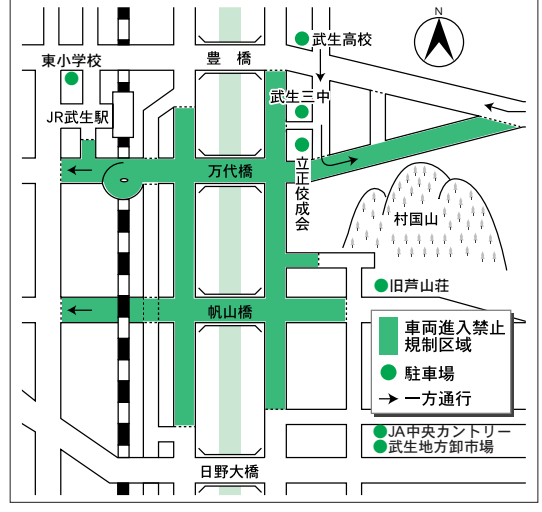 N
武生高校
豊橋
東小学校
武生三中
JR武生駅
万代橋
立正佼成会
村国山
旧芦山荘
帆山橋
車両進入禁止
規制区域
駐車場
一方通行
JA中央カントリー
武生地方卸市場
日野大橋